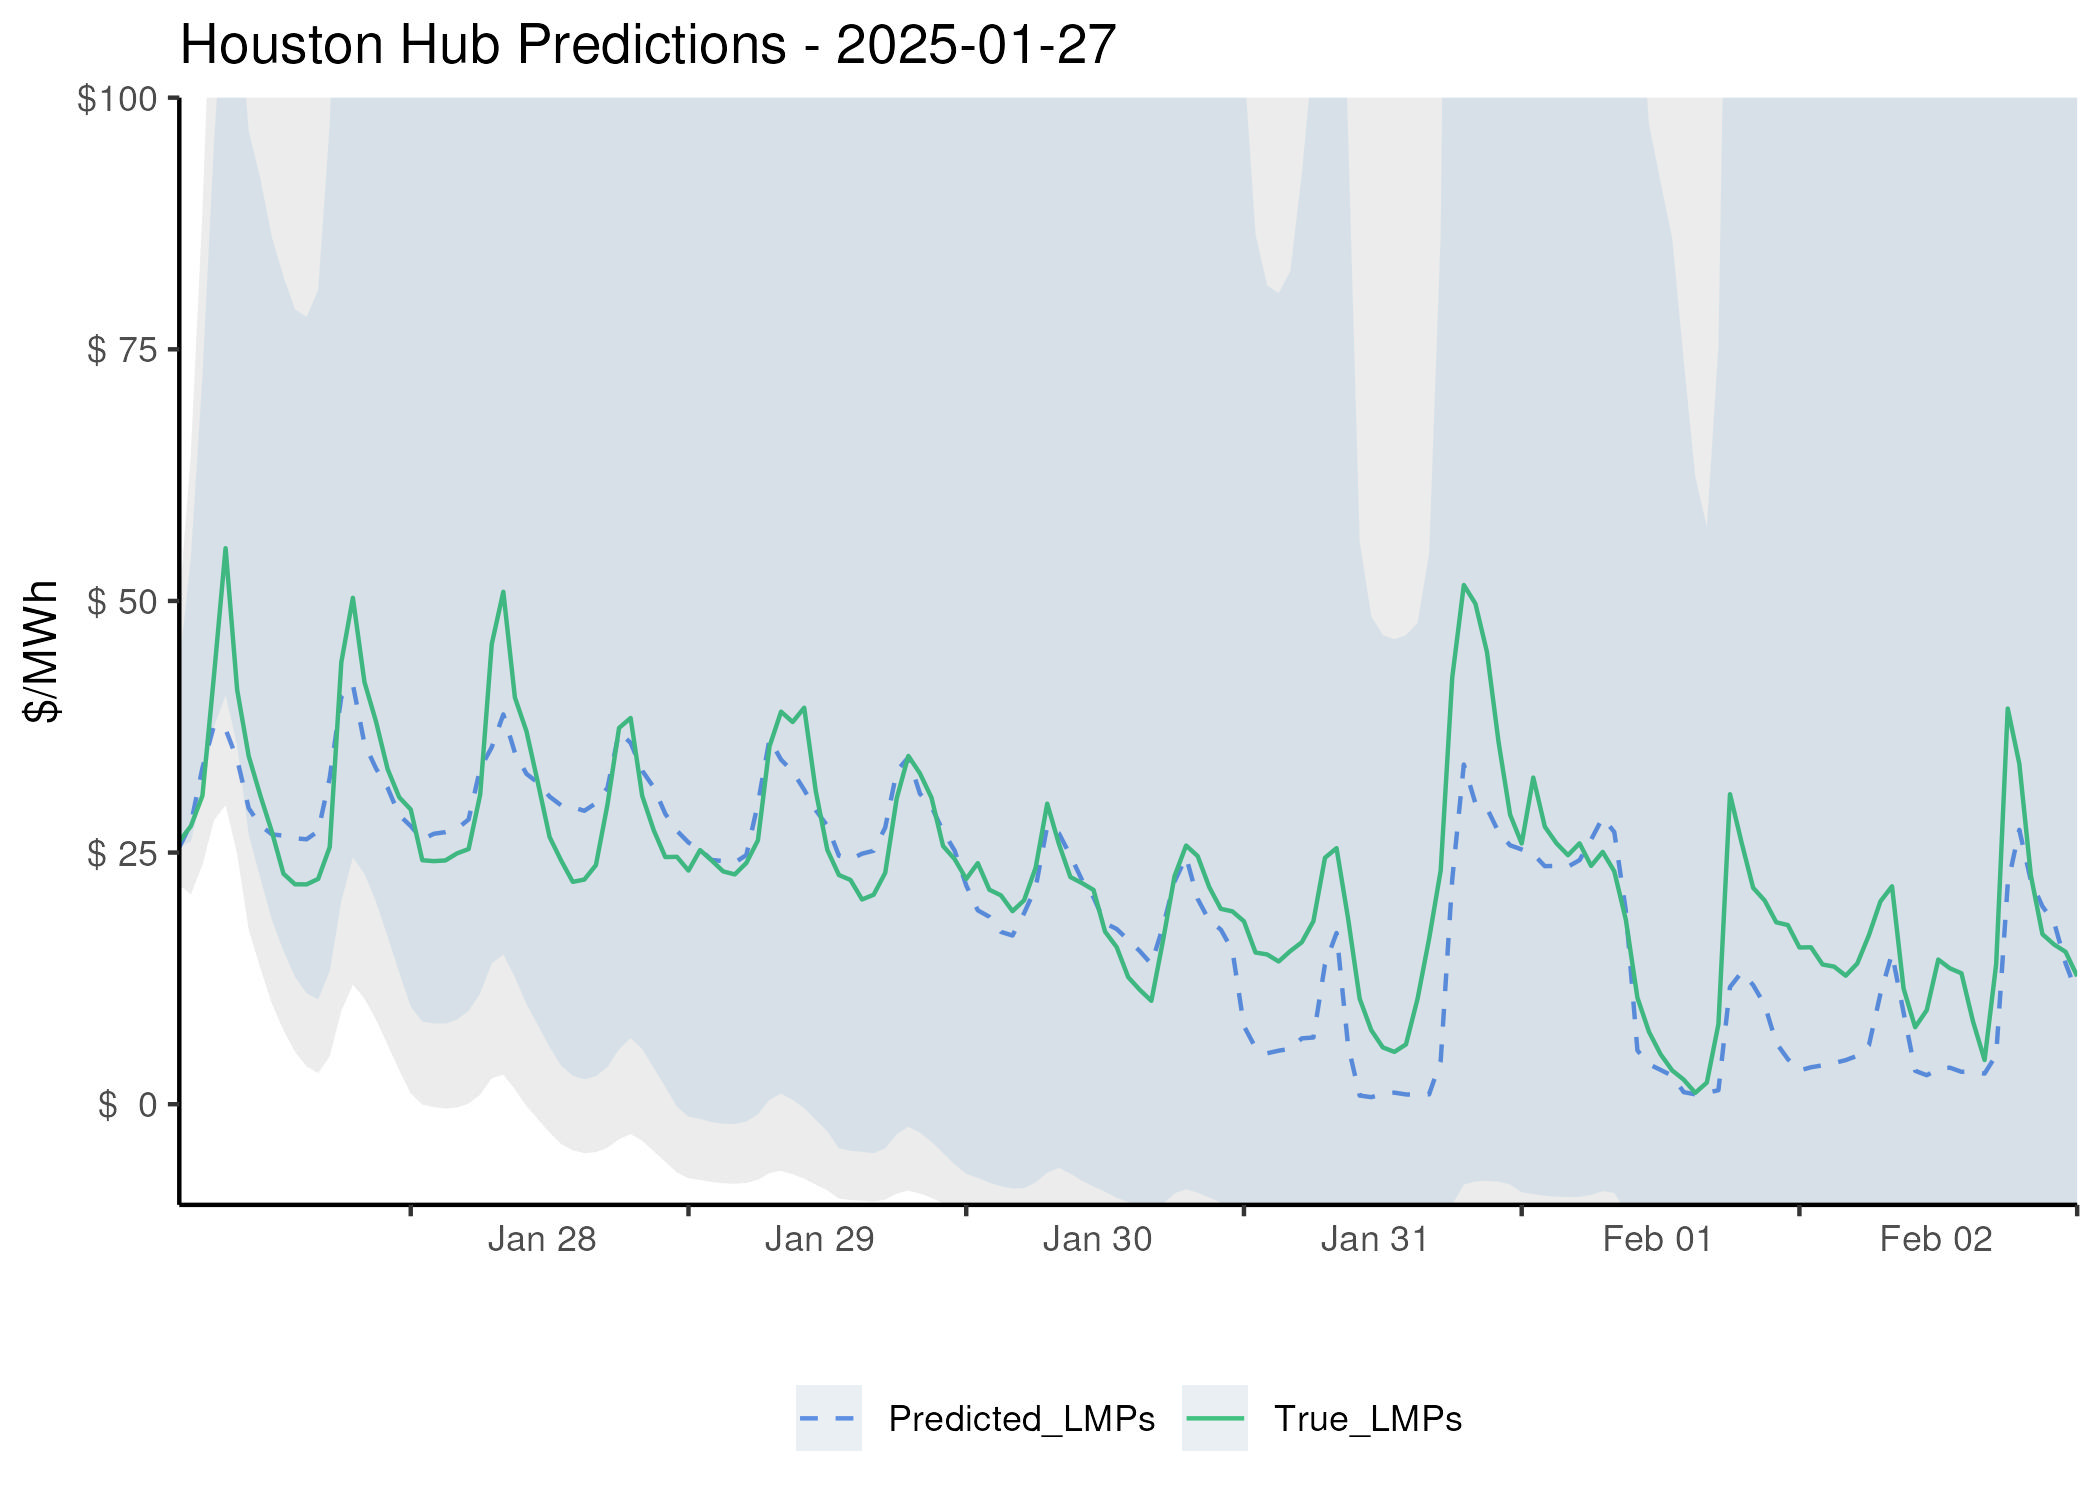 Houston Hub Predictions - 2025-01-27
$100
$ 75
$ 50
$ 25
$ 0
$/MWh
Jan 28
Jan 29
Jan 30
Jan 31
Feb 01
Feb 02
Predicted_LMPs
True_LMPs